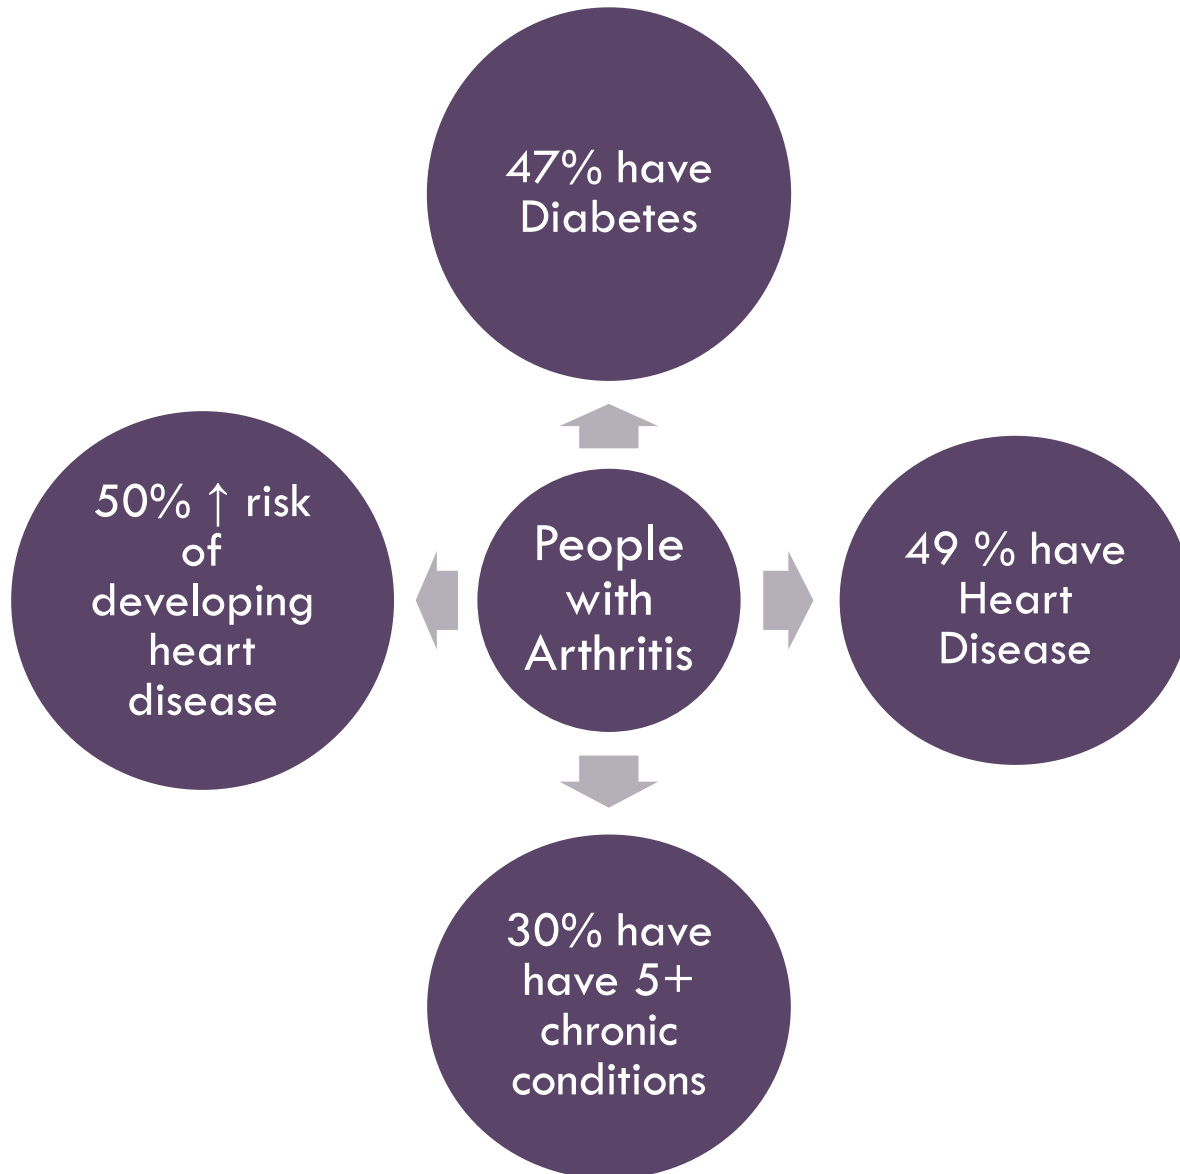 47% have
Diabetes
50% ↑ risk
of
developing
heart
disease
People
with
Arthritis
49 % have
Heart
Disease
30% have
have 5+
chronic
conditions